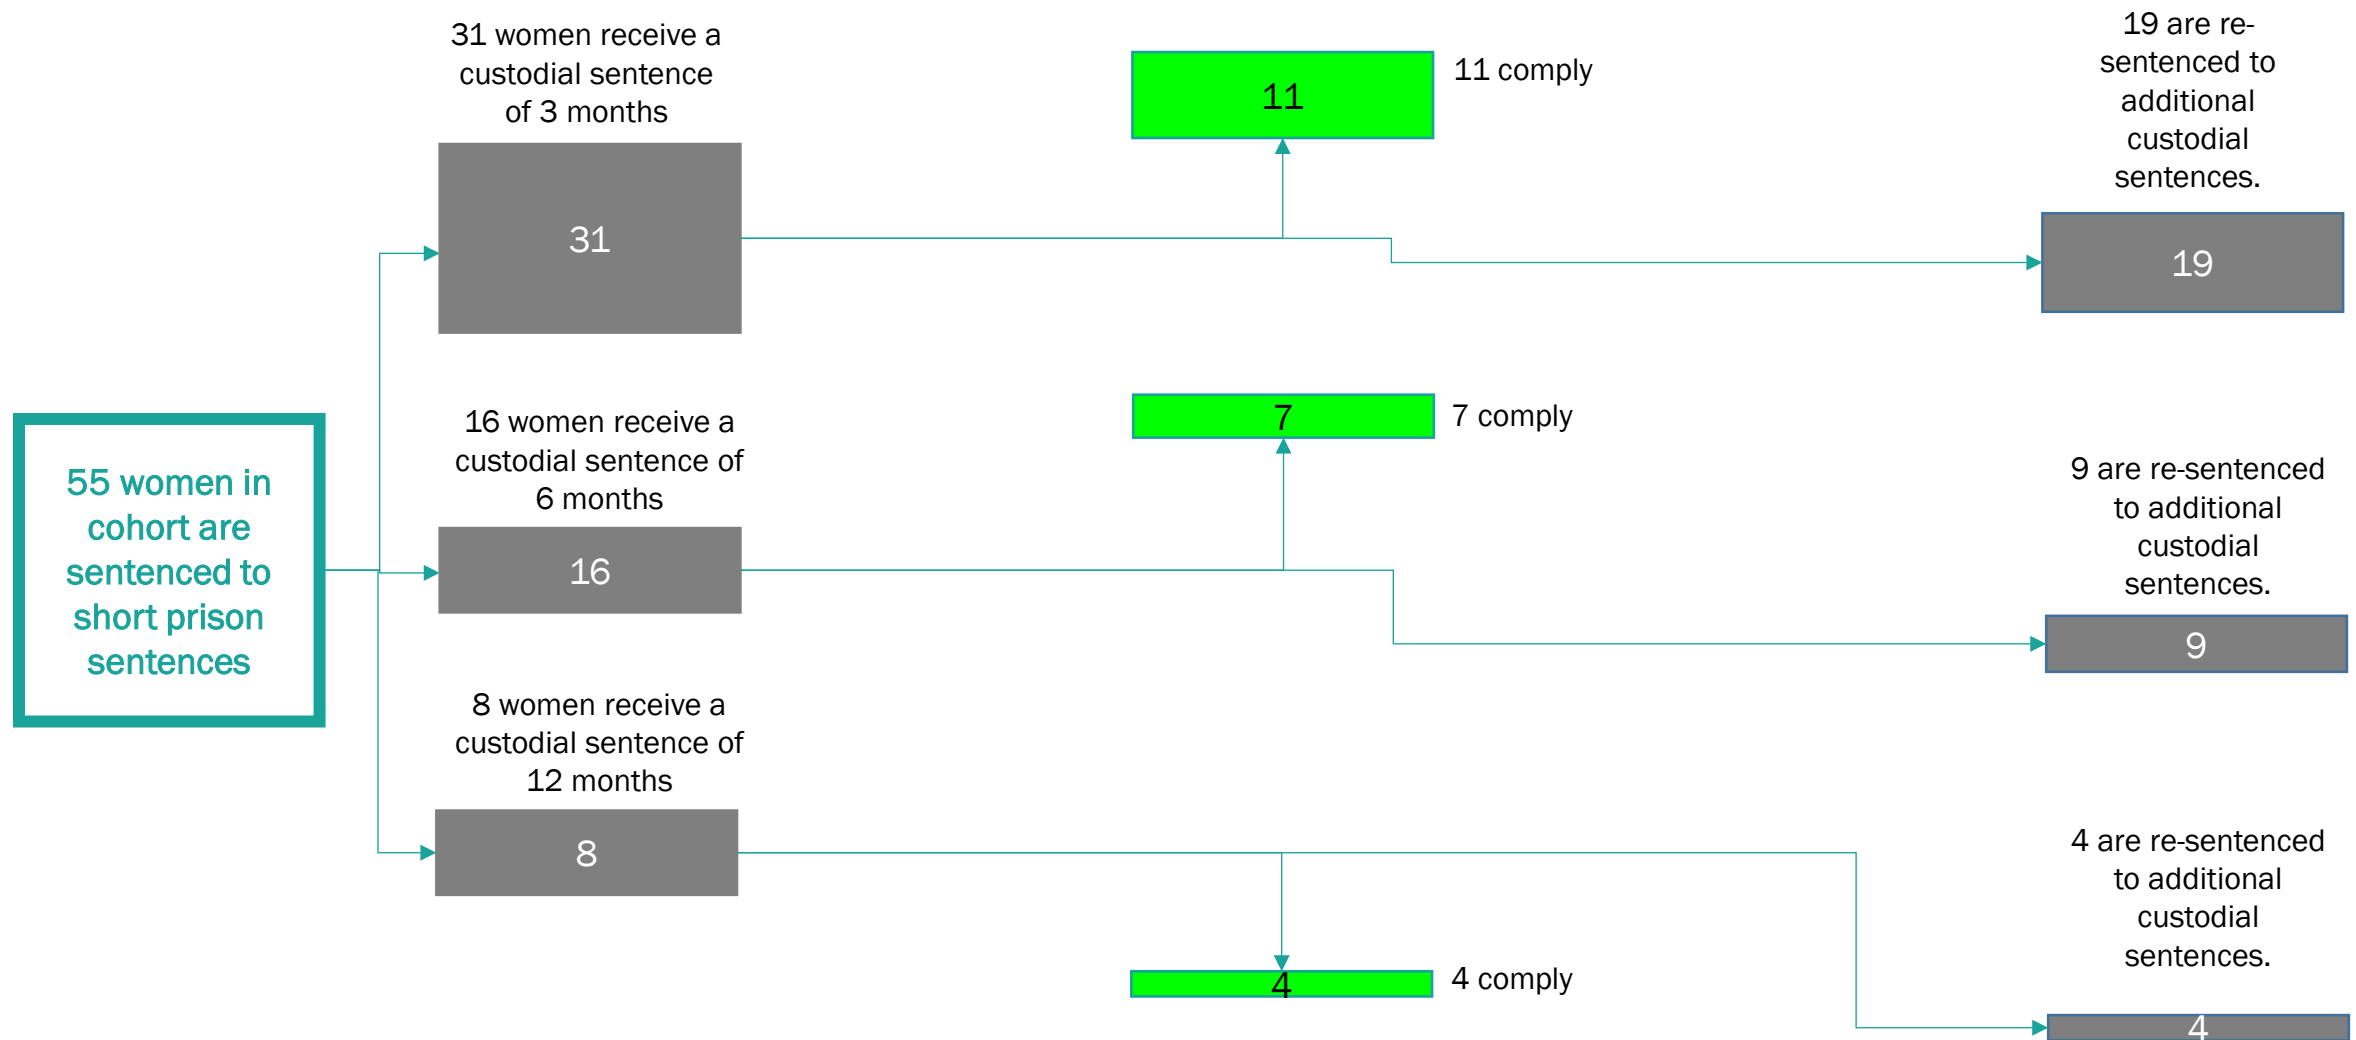 55 women in
cohort are
sentenced to
short prison
sentences
31 women receive a
custodial sentence
of 3 months
31
11
11 comply
19 are re-
sentenced to
additional
custodial
sentences.
19
16 women receive a
custodial sentence of
6 months
16
7
7 comply
9 are re-sentenced
to additional
custodial
sentences.
9
8 women receive a
custodial sentence of
12 months
8
4
4 comply
4 are re-sentenced
to additional
custodial
sentences.
4